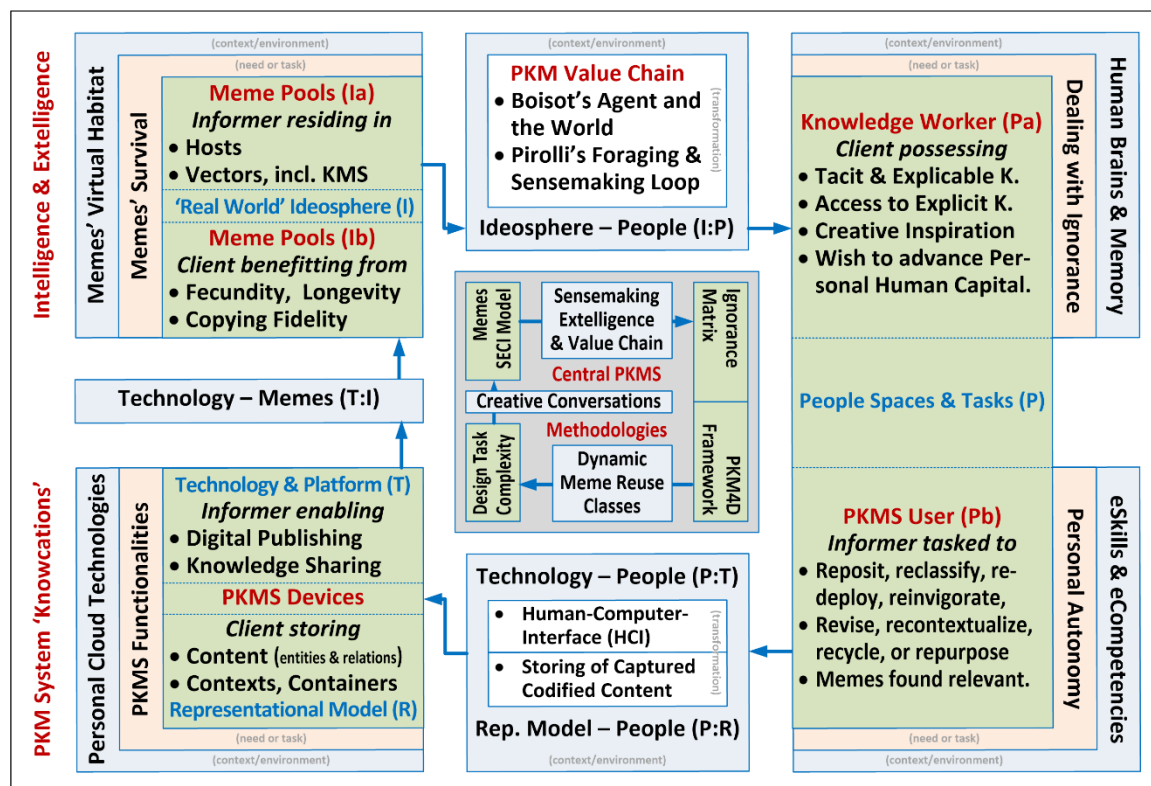 Intelligence & Extelligence
Memes' Virtual Habitat
Memes' Survival
(context/environment)
(need or task)
Meme Pools (Ia)
Informer residing in
• Hosts
• Vectors, incl. KMS
'Real World' Ideosphere (I)
Meme Pools (Ib)
Client benefitting from
• Fecundity, Longevity
• Copying Fidelity
(context/environment)
PKM Value Chain
• Boisot's Agent and
the World
• Pirolli's Foraging &
Sensemaking Loop
(transformation)
Ideosphere – People (I:P)
(context/environment)
(need or task)
Knowledge Worker (Pa)
Client possessing
• Tacit & Explicable K.
• Access to Explicit K.
• Creative Inspiration
• Wish to advance Per-
sonal Human Capital.
Dealing with Ignorance
Human Brains & Memory
Memes
SECI Model
Sensemaking
Extelligence
& Value Chain
Ignorance
Matrix
Central PKMS
Creative Conversations
Methodologies
Design Task
Complexity
Dynamic
Meme Reuse
Classes
PKM4D
Framework
People Spaces & Tasks (P)
Technology – Memes (T:I)
PKM System 'Knowcations'
Personal Cloud Technologies
PKMS Functionalities
Technology & Platform (T)
Informer enabling
• Digital Publishing
• Knowledge Sharing
PKMS Devices
Client storing
• Content (entities & relations)
• Contexts, Containers
Representational Model (R)
(need or task)
(context/environment)
Technology – People (P:T)
• Human-Computer-
Interface (HCI)
• Storing of Captured
Codified Content
(transformation)
Rep. Model – People (P:R)
(context/environment)
PKMS User (Pb)
Informer tasked to
• Reposit, reclassify, re-
deploy, reinvigorate,
• Revise, recontextualize,
recycle, or repurpose
• Memes found relevant.
Personal Autonomy
eSkills & eCompetencies
(need or task)
(context/environment)